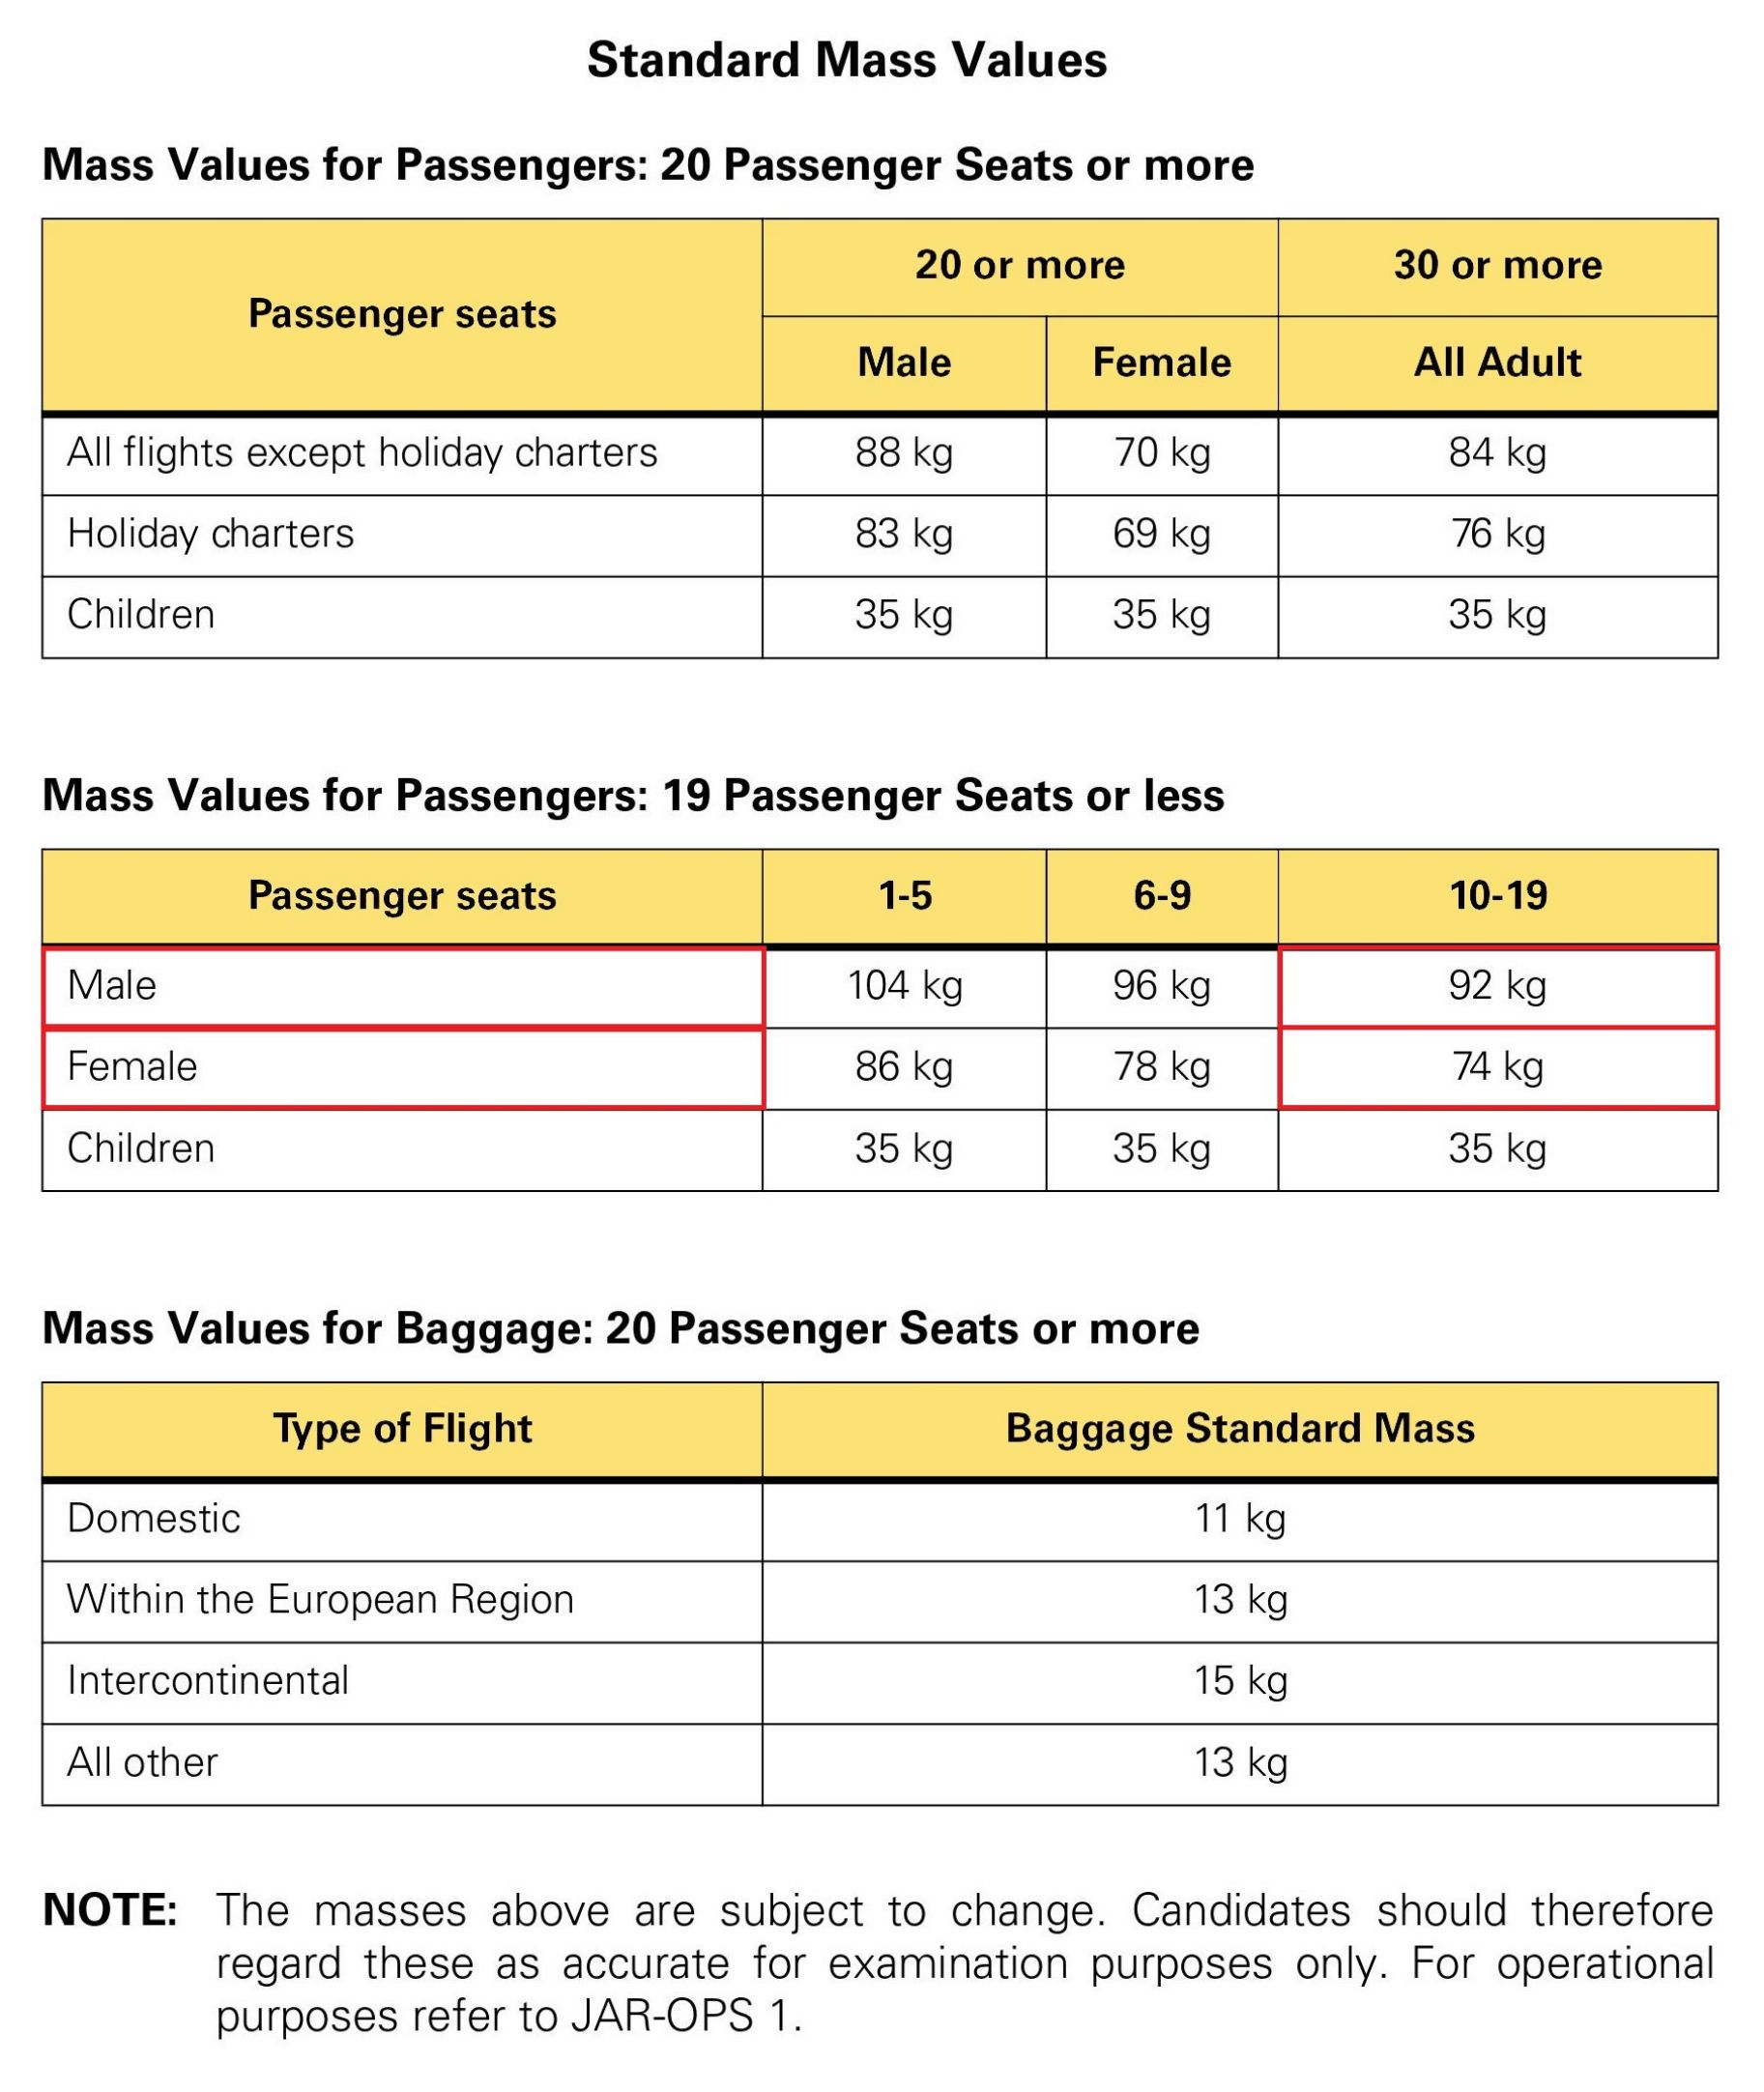 Standard Mass Values
Mass Values for Passengers: 20 Passenger Seats or more
Passenger seats
20 or more
30 or more
Male
Female
All Adult
All flights except holiday charters
88 kg
70 kg
84 kg
Holiday charters
83 kg
69 kg
76 kg
Children
35 kg
35 kg
35 kg
Mass Values for Passengers: 19 Passenger Seats or less
Passenger seats
1-5
6-9
10-19
Male
104 kg
96 kg
92 kg
Female
86 kg
78 kg
74 kg
Children
35 kg
35 kg
35 kg
Mass Values for Baggage: 20 Passenger Seats or more
Type of Flight
Baggage Standard Mass
Domestic
11 kg
Within the European Region
13 kg
Intercontinental
15 kg
All other
13 kg
NOTE: The masses above are subject to change. Candidates should therefore
regard these as accurate for examination purposes only. For operational
purposes refer to JAR-OPS 1.